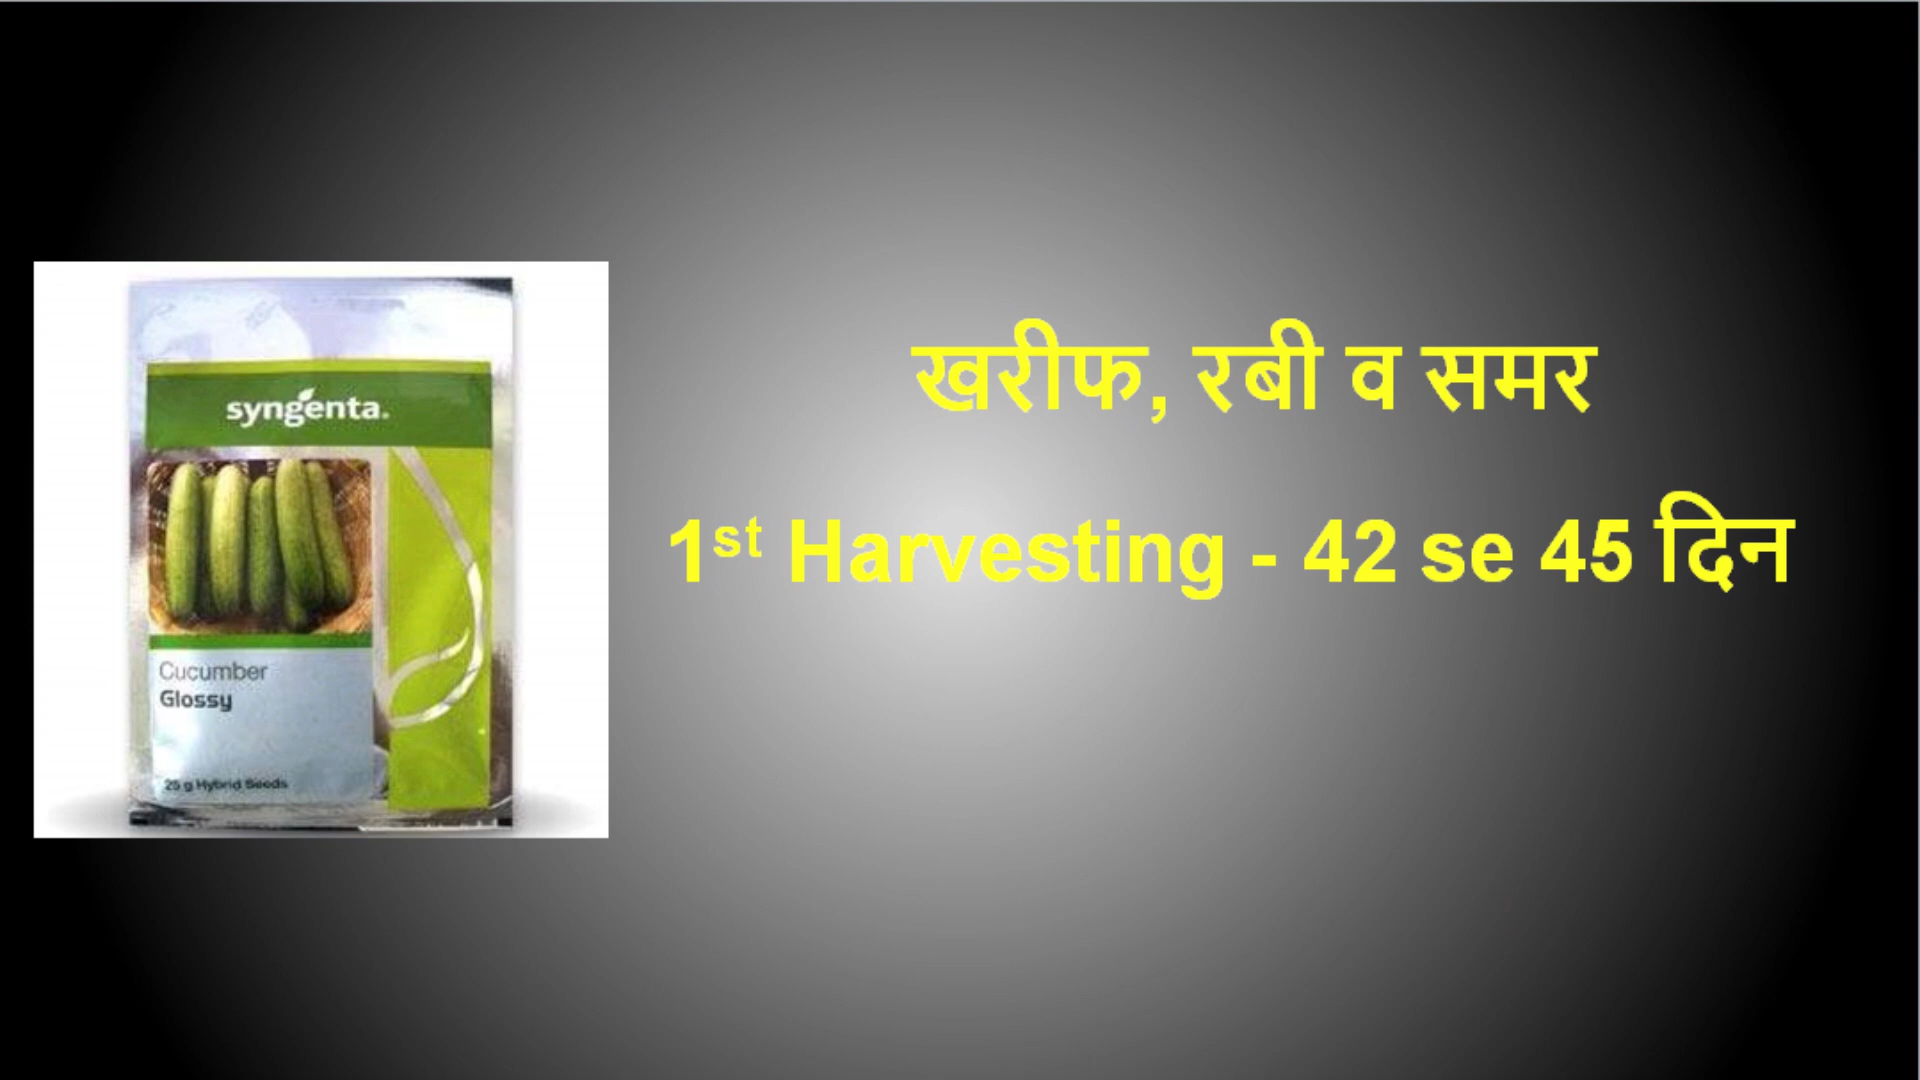 syngenta.
Cucumber
Glossy
25 g Hybrid Seeds
खरीफ, रबी व समर
1st Harvesting - 42 se 45 दिन